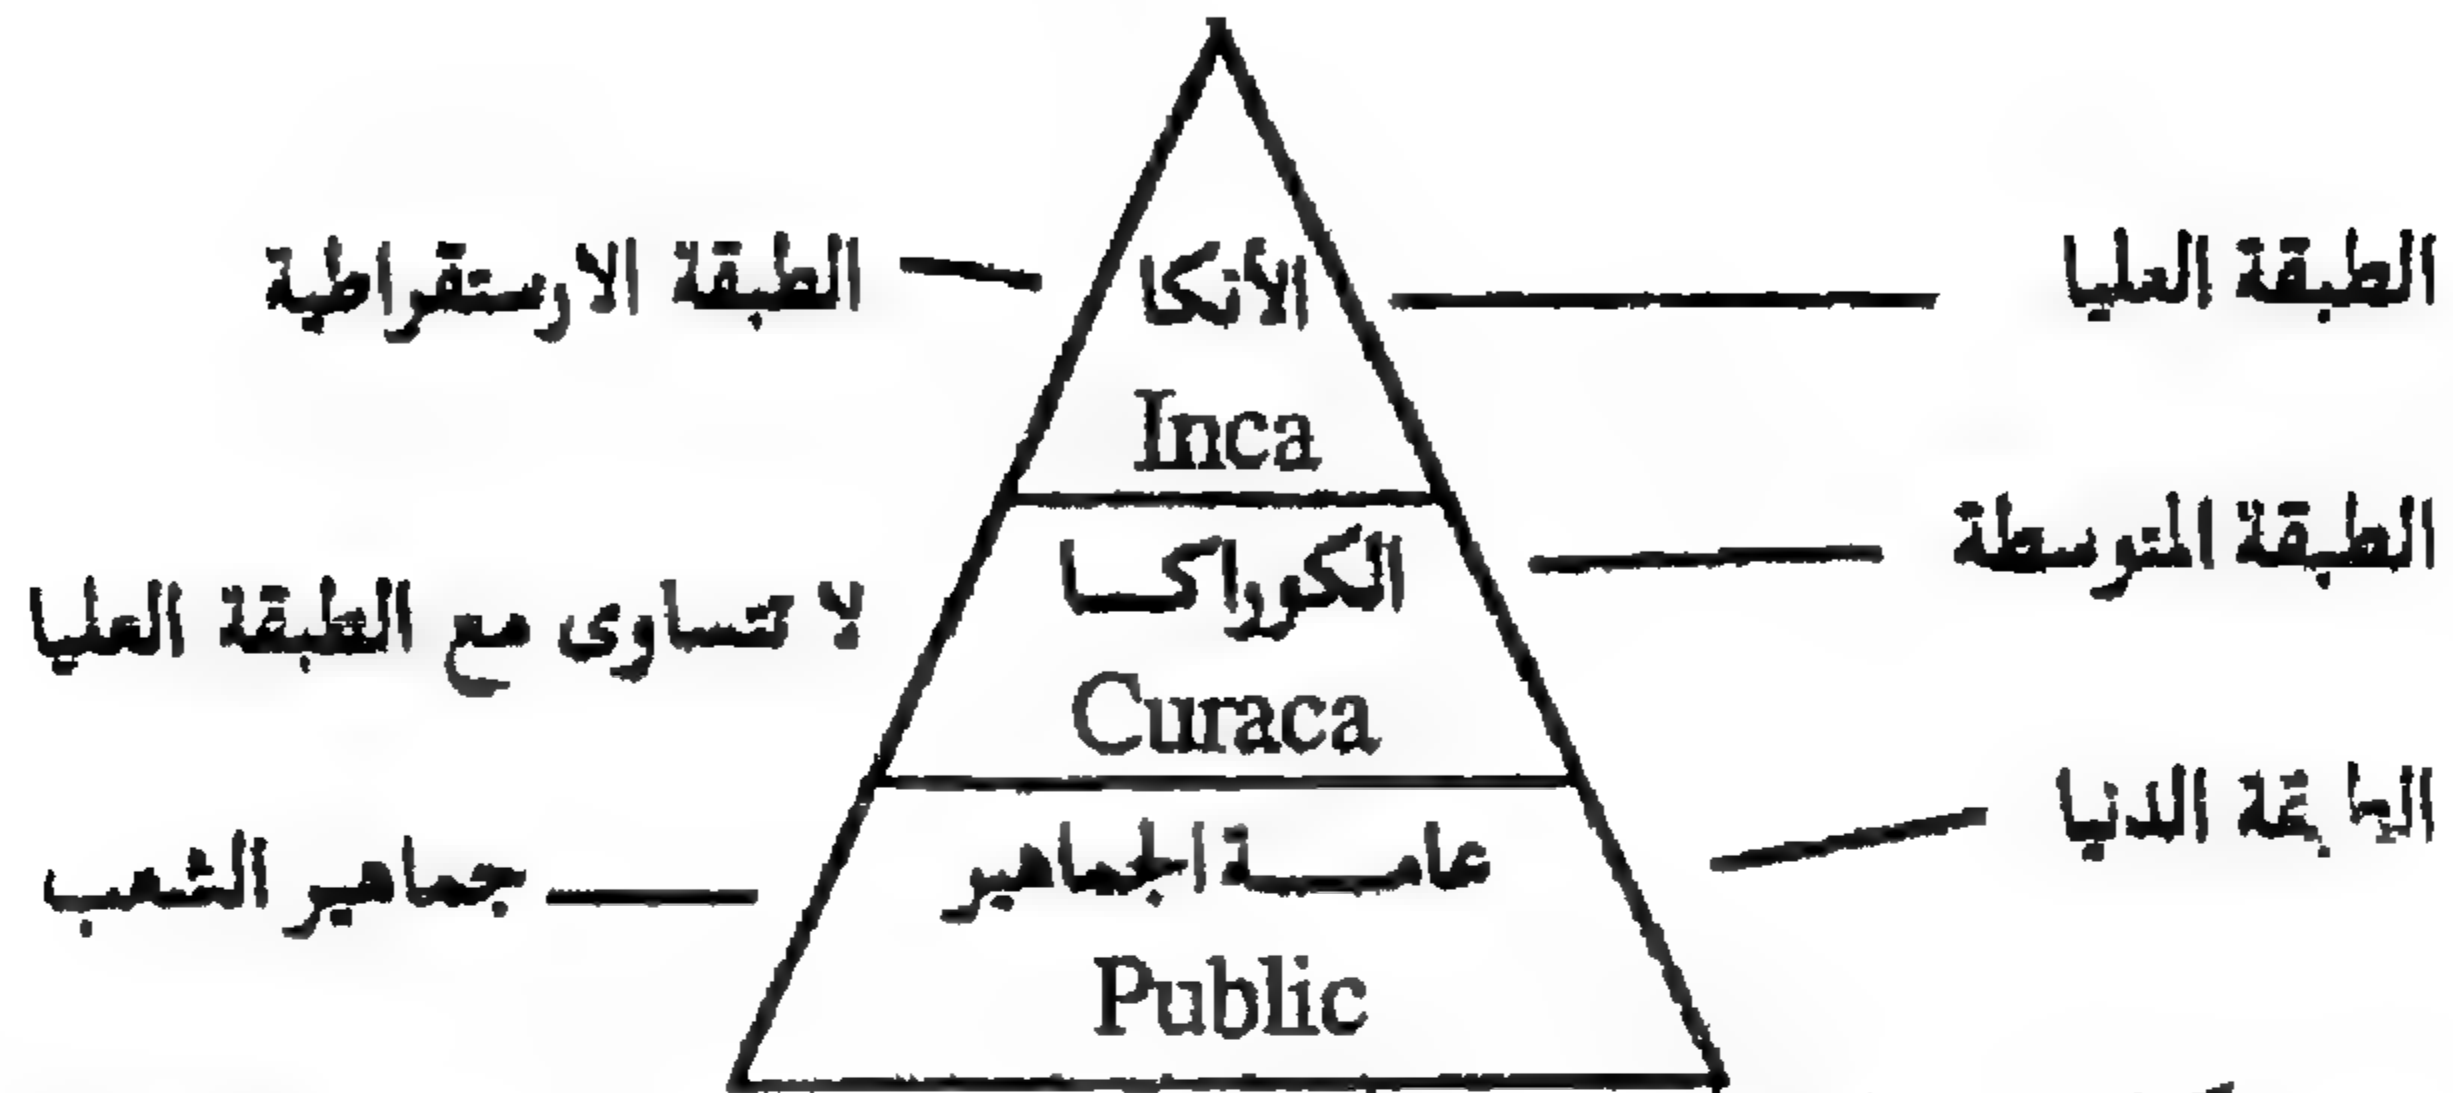 الطبقة العليا
الأنكا
الطبقة الارستقراطية
Inca
الطبقة المتوسطة
الكوراكا
لا تتساوى مع الطبقة العليا
Curaca
الطبقة الدنيا
عامة الجماهير
جماهير الشعب
Public